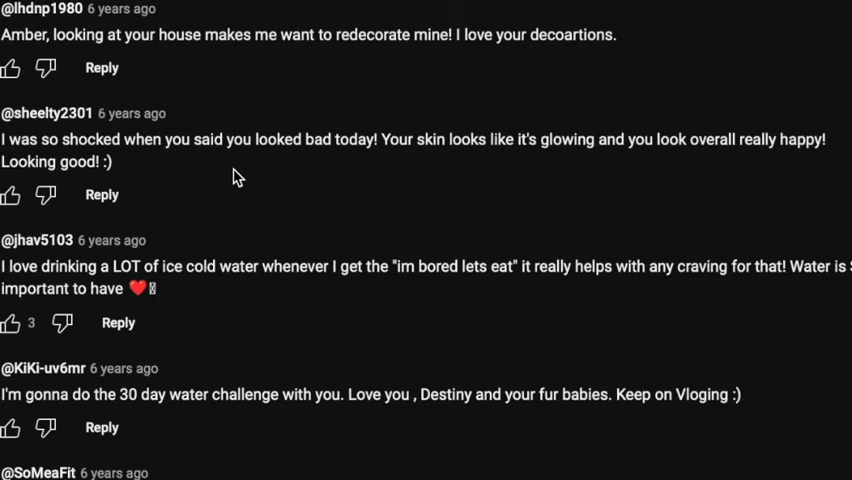 @lhdnp1980 6 years ago
Amber, looking at your house makes me want to redecorate mine! I love your decoartions.
Reply
@sheelty2301 6 years ago
I was so shocked when you said you looked bad today! Your skin looks like it's glowing and you look overall really happy!
Looking good! :)
Reply
@jhav5103 6 years ago
I love drinking a LOT of ice cold water whenever I get the "im bored lets eat" it really helps with any craving for that! Water is S
important to have ❤️
3 Reply
@KiKi-uv6mr 6 years ago
I'm gonna do the 30 day water challenge with you. Love you , Destiny and your fur babies. Keep on Vloging :)
Reply
@SoMeaFit 6 years ago